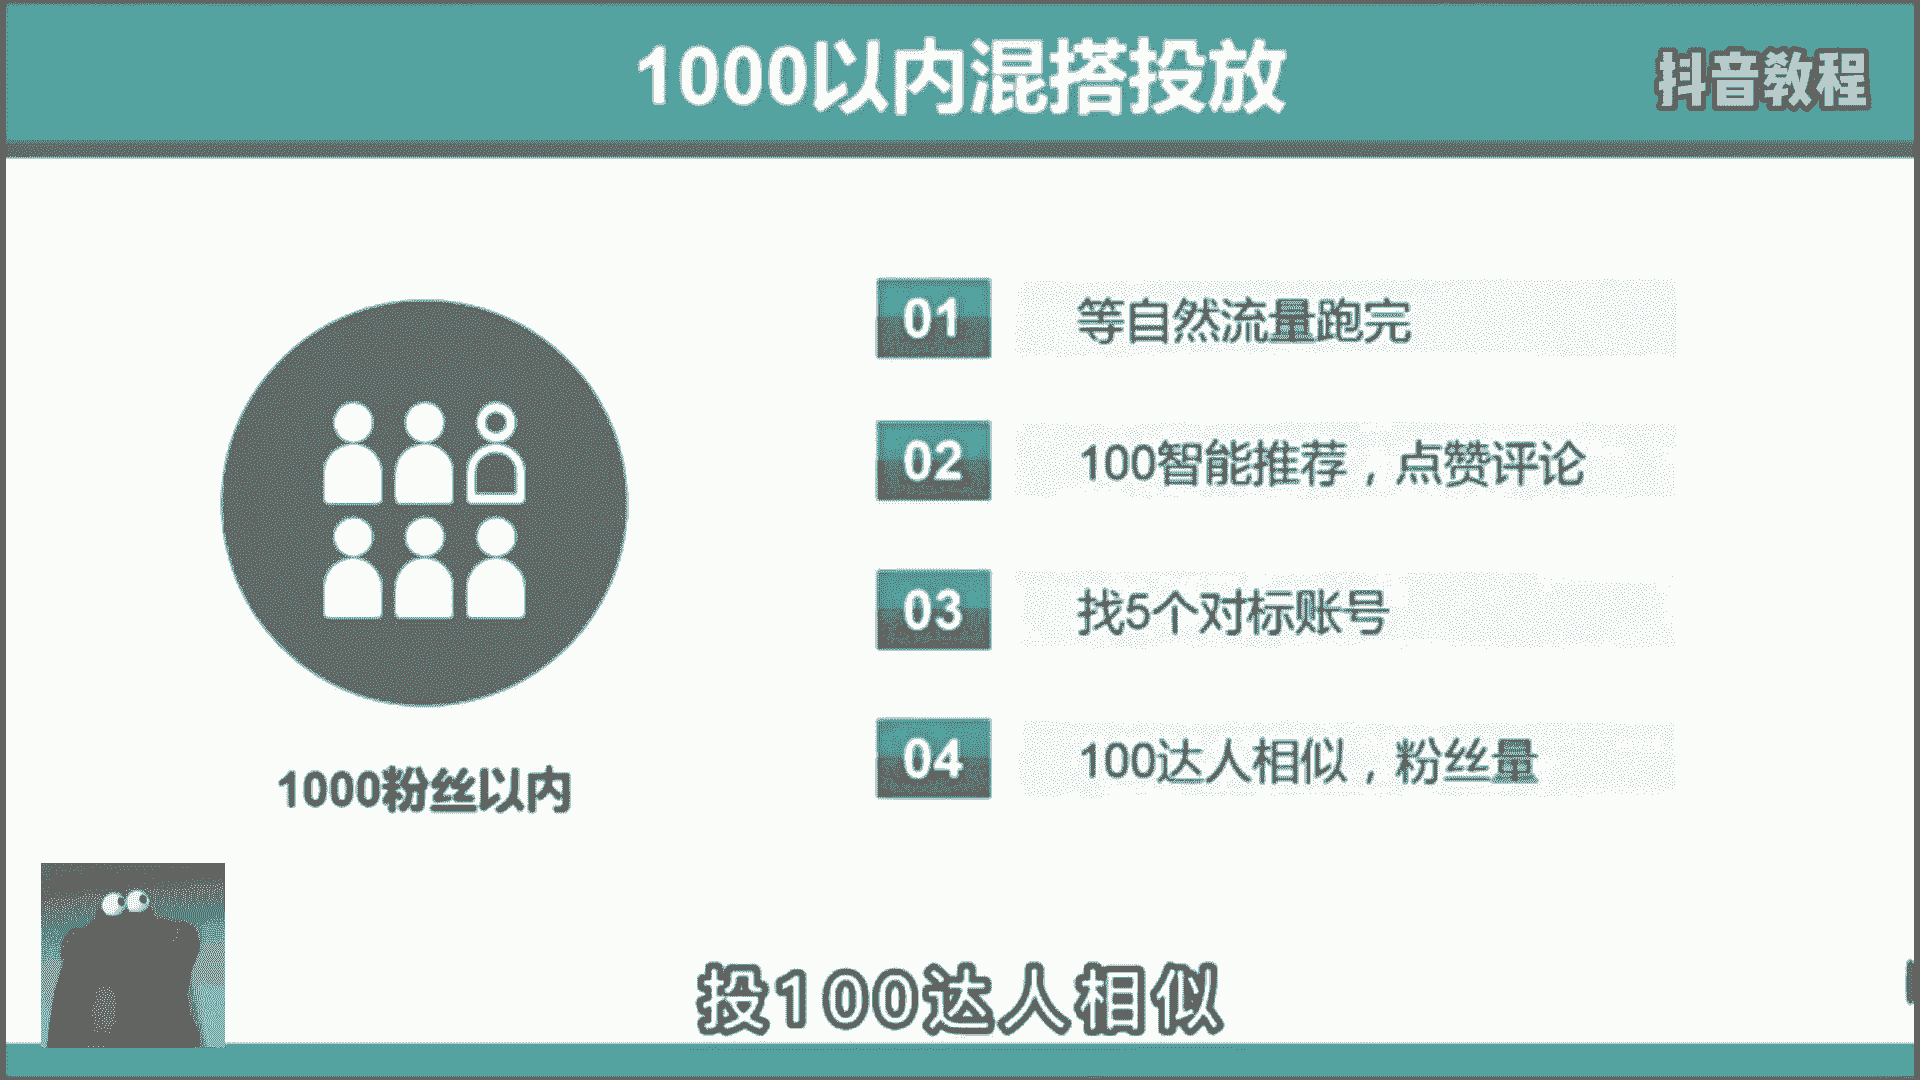 1000以内混搭投放
抖音教程
01
等自然流量跑完
02
100智能推荐，点赞评论
03
找5个对标账号
04
100达人相似，粉丝量
1000粉丝以内
投100达人相似